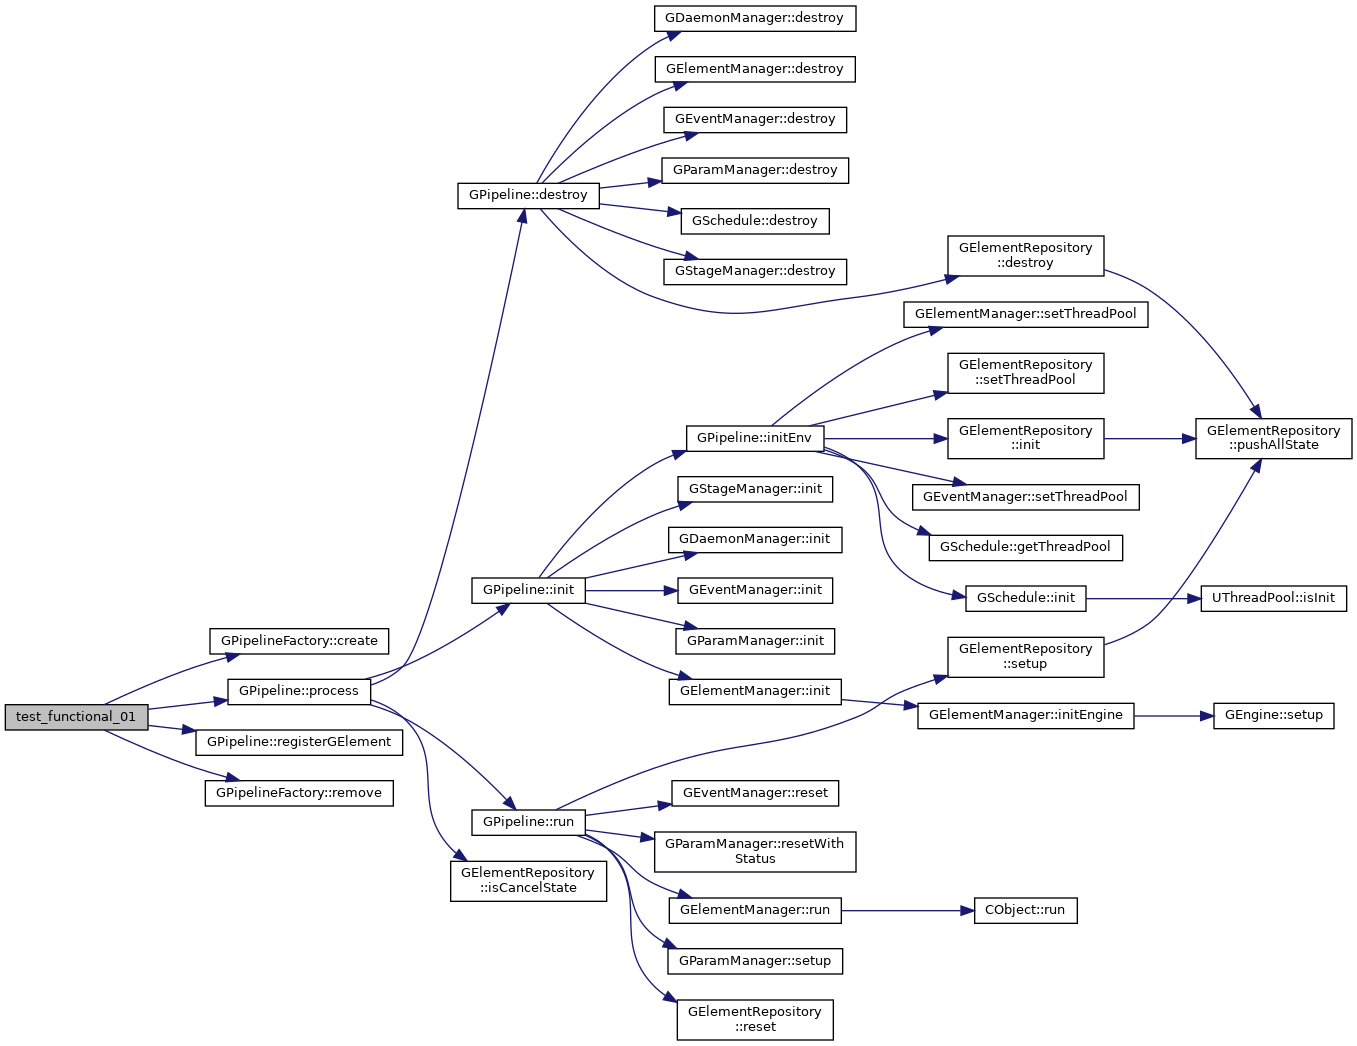 GDaemonManager::destroy
GElementManager::destroy
GEventManager::destroy
GParamManager::destroy
GPipeline::destroy
GSchedule::destroy
GStageManager::destroy
GElementRepository
::destroy
GElementManager::setThreadPool
GElementRepository
::setThreadPool
GPipeline::initEnv
GElementRepository
::init
GElementRepository
::pushAllState
GStageManager::init
GEventManager::setThreadPool
GDaemonManager::init
GSchedule::getThreadPool
GPipeline::init
GEventManager::init
GSchedule::init
UThreadPool::isInit
GPipelineFactory::create
GParamManager::init
GElementRepository
::setup
GPipeline::process
GElementManager::init
test_functional_01
GElementManager::initEngine
GEngine::setup
GPipeline::registerGElement
GPipelineFactory::remove
GEventManager::reset
GPipeline::run
GParamManager::resetWith
Status
GElementRepository
::isCancelState
GElementManager::run
CObject::run
GParamManager::setup
GElementRepository
::reset